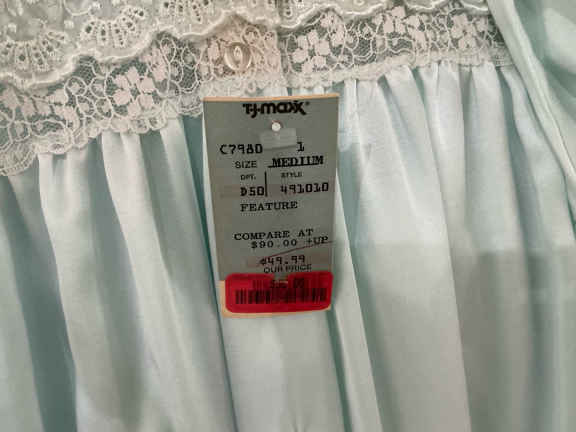 T·J·maxx
C7980 1
SIZE MEDIUM
DPT. STYLE
D50 491010
FEATURE
COMPARE AT
$90.00 +UP
$49.99
OUR PRICE